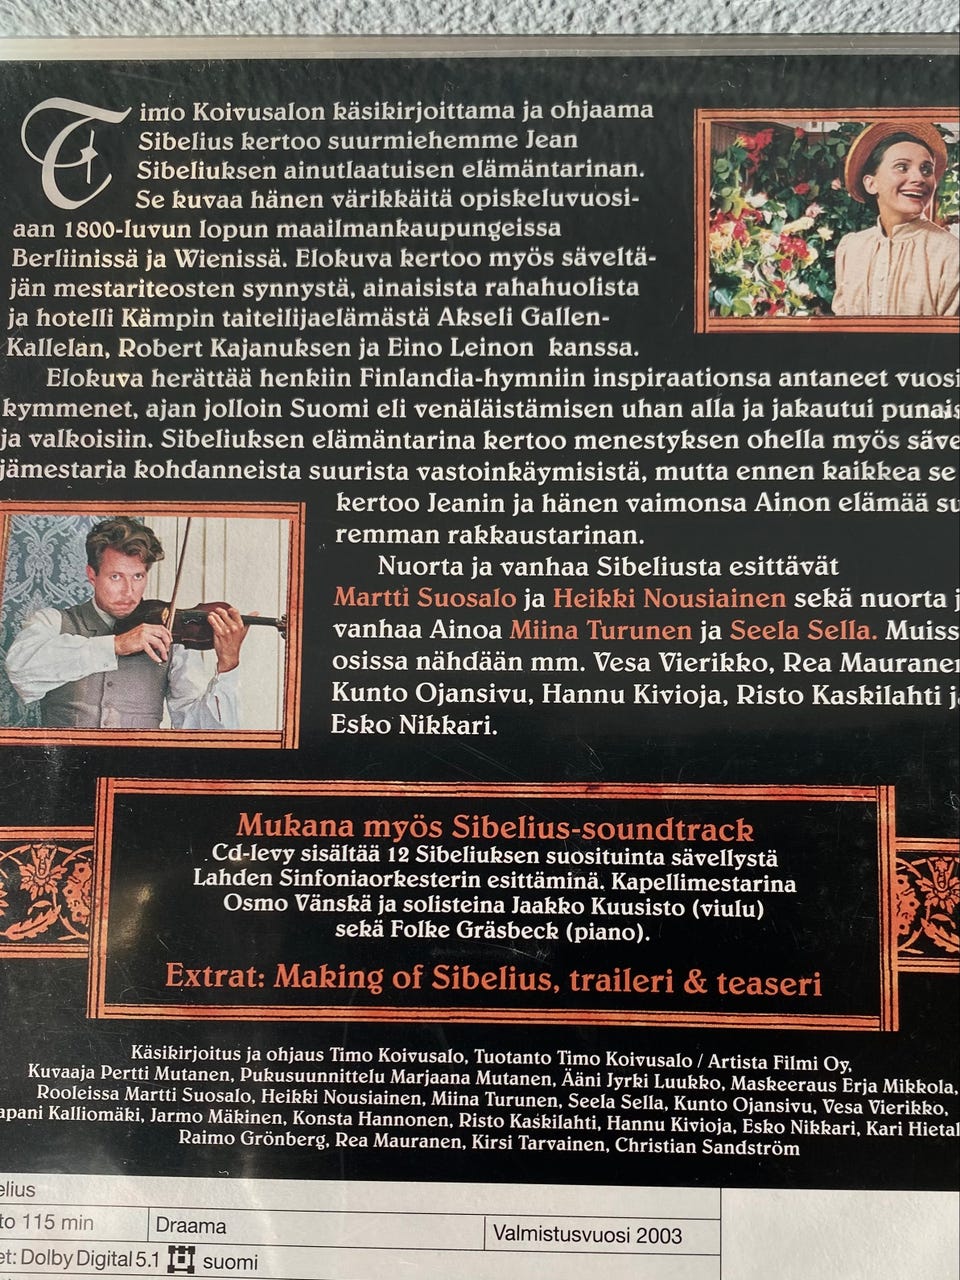 Timo Koivusalon käsikirjoittama ja ohjaama
Sibelius kertoo suurmiehemme Jean
Sibeliuksen ainutlaatuisen elämäntarinan.
Se kuvaa hänen värikkäitä opiskeluvuosi-
aan 1800-luvun lopun maailmankaupungeissa
Berliinissä ja Wienissä. Elokuva kertoo myös säveltä-
jän mestariteosten synnystä, ainaisista rahahuolista
ja hotelli Kämpin taiteilijaelämästä Akseli Gallen-
Kallelan, Robert Kajanuksen ja Eino Leinon kanssa.
Elokuva herättää henkiin Finlandia-hymniin inspiraationsa antaneet vuosi
kymmenet, ajan jolloin Suomi eli venäläistämisen uhan alla ja jakautui punais
ja valkoisiin. Sibeliuksen elämäntarina kertoo menestyksen ohella myös säve
jämestaria kohdanneista suurista vastoinkäymisistä, mutta ennen kaikkea se
kertoo Jeanin ja hänen vaimonsa Ainon elämää su
remman rakkaustarinan.
Nuorta ja vanhaa Sibeliusta esittävät
Martti Suosalo ja Heikki Nousiainen sekä nuorta j
vanhaa Ainoa Miina Turunen ja Seela Sella. Muiss
osissa nähdään mm. Vesa Vierikko, Rea Mauranen
Kunto Ojansivu, Hannu Kivioja, Risto Kaskilahti j
Esko Nikkari.
Mukana myös Sibelius-soundtrack
Cd-levy sisältää 12 Sibeliuksen suosituinta sävellystä
Lahden Sinfoniaorkesterin esittäminä. Kapellimestarina
Osmo Vänskä ja solisteina Jaakko Kuusisto (viulu)
sekä Folke Gräsbeck (piano).
Extrat: Making of Sibelius, traileri & teaseri
Käsikirjoitus ja ohjaus Timo Koivusalo, Tuotanto Timo Koivusalo / Artista Filmi Oy,
Kuvaaja Pertti Mutanen, Pukusuunnittelu Marjaana Mutanen, Ääni Jyrki Luukko, Maskeeraus Erja Mikkola,
Rooleissa Martti Suosalo, Heikki Nousiainen, Miina Turunen, Seela Sella, Kunto Ojansivu, Vesa Vierikko,
apani Kalliomäki, Jarmo Mäkinen, Konsta Hannonen, Risto Kaskilahti, Hannu Kivioja, Esko Nikkari, Kari Hietal
Raimo Grönberg, Rea Mauranen, Kirsi Tarvainen, Christian Sandström
elius
to 115 min Draama Valmistusvuosi 2003
et: Dolby Digital 5.1 suomi